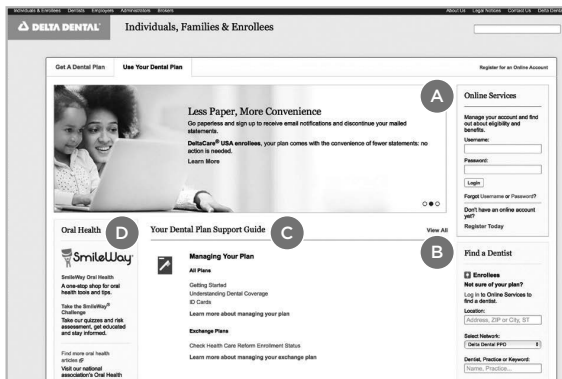 Individuals & Enrollees Dentists Employers Administrators Brokers
About Us Legal Notices Contact Us Delta Dental
DELTA DENTAL®
Individuals, Families & Enrollees
Get A Dental Plan
Use Your Dental Plan
Register for an Online Account
A
Less Paper, More Convenience
Go paperless and sign up to receive email notifications and discontinue your mailed
statements.
DeltaCare® USA enrollees, your plan comes with the convenience of fewer statements: no
action is needed.
Learn More
Online Services
Manage your account and find
out about eligibility and
benefits.
Username:
Password:
Login
Forgot Username or Password?
Don't have an online account
yet?
Register Today
D
Oral Health
SmileWay®
SmileWay Oral Health
A one-stop shop for oral
health tools and tips.
Take the SmileWay®
Challenge
Take our quizzes and risk
assessment, get educated
and stay informed.
Find more oral health
articles
Visit our national
association's Oral Health
C
Your Dental Plan Support Guide
View All
Managing Your Plan
All Plans
Getting Started
Understanding Dental Coverage
ID Cards
Learn more about managing your plan
Exchange Plans
Check Health Care Reform Enrollment Status
Learn more about managing your exchange plan
B
Find a Dentist
Enrollees
Not sure of your plan?
Log in to Online Services to
find a dentist.
Location:
Address, ZIP or City, ST
Select Network:
Delta Dental PPO
Dentist, Practice or Keyword:
Name, Practice...